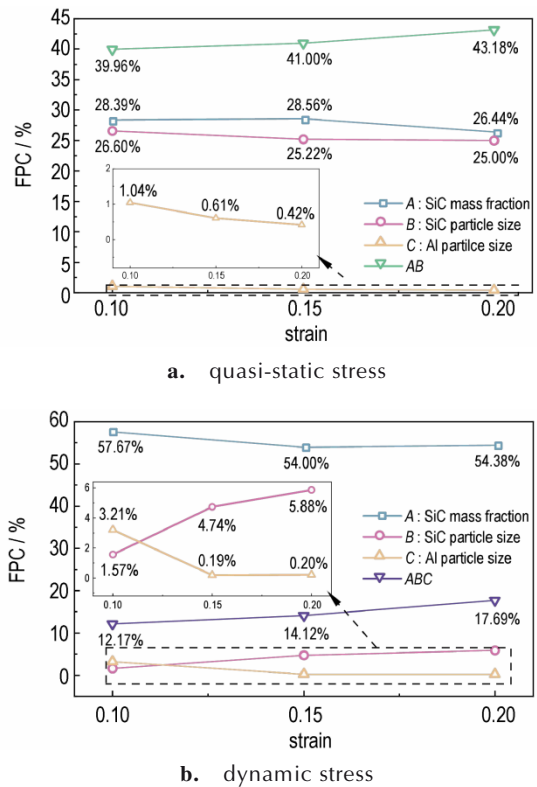 45
40
35
30
25
20
15
10
5
0
FPC / %
39.96%
41.00%
43.18%
28.39%
28.56%
26.44%
26.60%
25.22%
25.00%
2
1
0
1.04%
0.61%
0.42%
0.10 0.15 0.20
A : SiC mass fraction
B : SiC particle size
C : Al partilce size
AB
0.10 0.15 0.20
strain
a. quasi-static stress
60
50
40
30
20
10
0
FPC / %
57.67%
54.00%
54.38%
6
4
2
0
3.21%
1.57%
4.74%
5.88%
0.19%
0.20%
0.10 0.15 0.20
A : SiC mass fraction
B : SiC particle size
C : Al particle size
ABC
12.17%
14.12%
17.69%
0.10 0.15 0.20
strain
b. dynamic stress